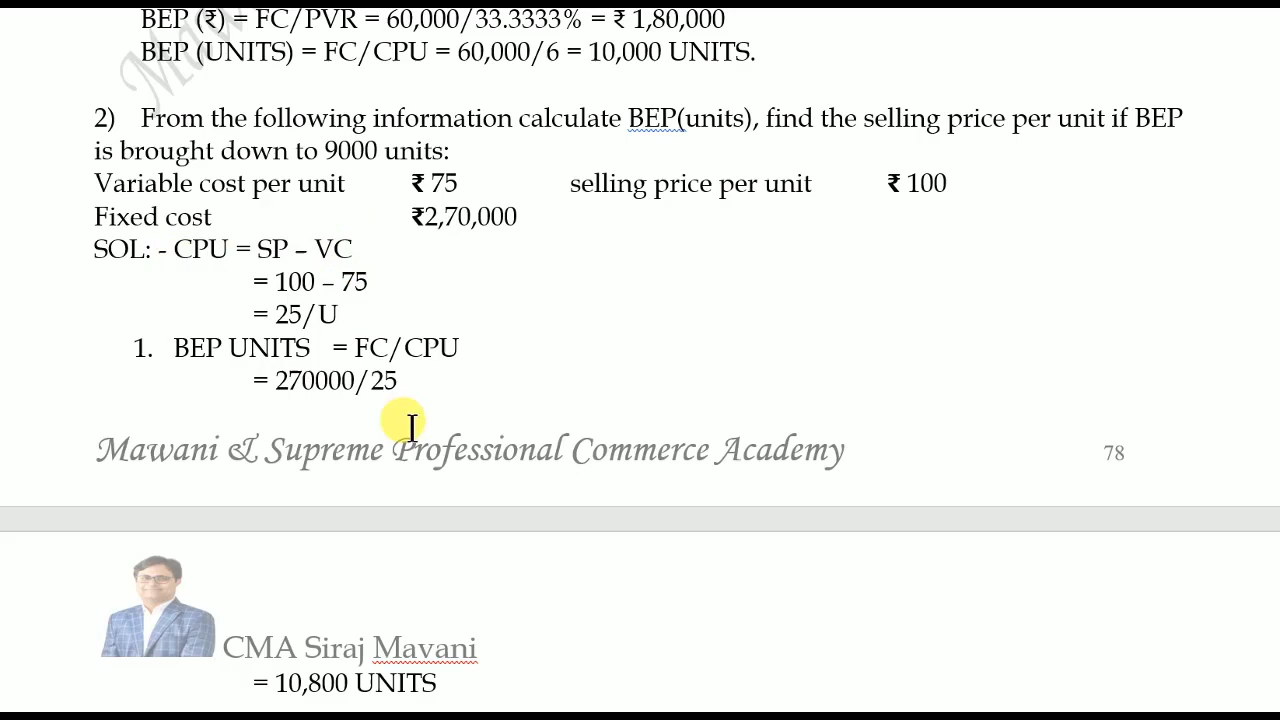 BEP (₹) = FC/PVR = 60,000/33.3333% = ₹ 1,80,000
BEP (UNITS) = FC/CPU = 60,000/6 = 10,000 UNITS.
Maw
2) From the following information calculate BEP(units), find the selling price per unit if BEP
is brought down to 9000 units:
Variable cost per unit ₹ 75 selling price per unit ₹ 100
Fixed cost ₹2,70,000
SOL: - CPU = SP – VC
= 100 – 75
= 25/U
1. BEP UNITS = FC/CPU
= 270000/25
Mawani & Supreme Professional Commerce Academy 78
CMA Siraj Mavani
= 10,800 UNITS